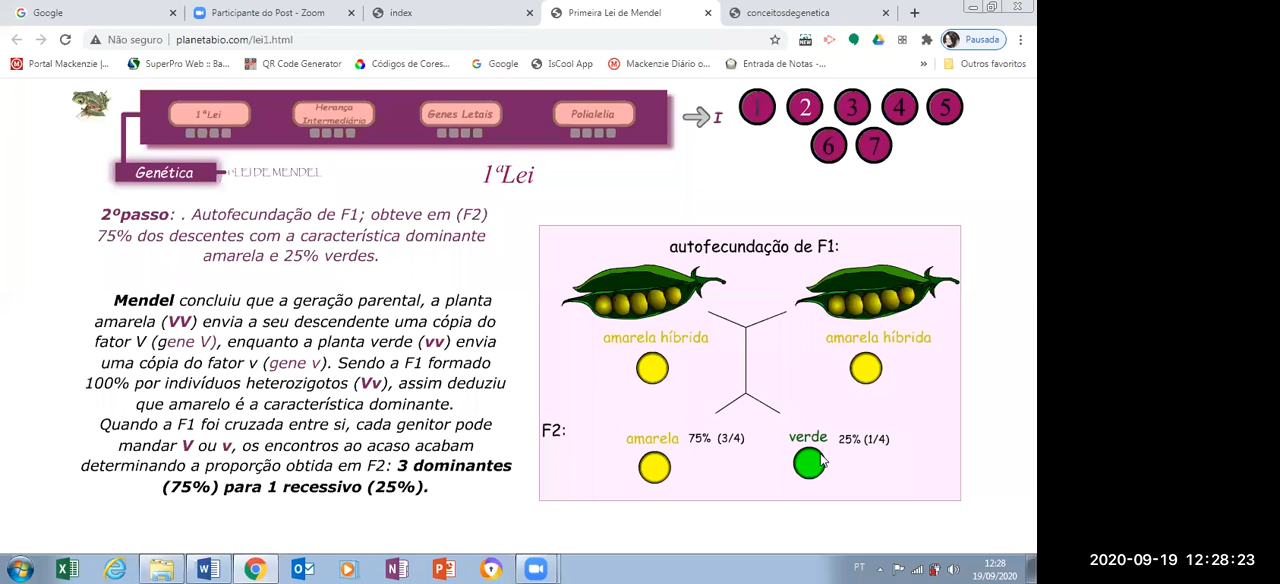 Google
Participante do Post - Zoom
index
Primeira Lei de Mendel
conceitosdegenetica
Não seguro | planetabio.com/lei1.html
Pausada
Portal Mackenzie |...
SuperPro Web :: Ba...
QR Code Generator
Códigos de Cores...
Google
IsCool App
Mackenzie Diário o...
Entrada de Notas -...
»
Outros favoritos
1ªLei
Herança Intermediário
Genes Letais
Polialelia
I
1 2 3 4 5
6 7
Genética
1ªLEI DE MENDEL
1ªLei
2ºpasso: . Autofecundação de F1; obteve em (F2)
75% dos descentes com a característica dominante
amarela e 25% verdes.
Mendel concluiu que a geração parental, a planta
amarela (VV) envia a seu descendente uma cópia do
fator V (gene V), enquanto a planta verde (vv) envia
uma cópia do fator v (gene v). Sendo a F1 formado
100% por indivíduos heterozigotos (Vv), assim deduziu
que amarelo é a característica dominante.
Quando a F1 foi cruzada entre si, cada genitor pode
mandar V ou v, os encontros ao acaso acabam
determinando a proporção obtida em F2: 3 dominantes
(75%) para 1 recessivo (25%).
autofecundação de F1:
amarela híbrida
amarela híbrida
F2:
amarela 75% (3/4)
verde 25% (1/4)
PT
12:28
19/09/2020
2020-09-19 12:28:23